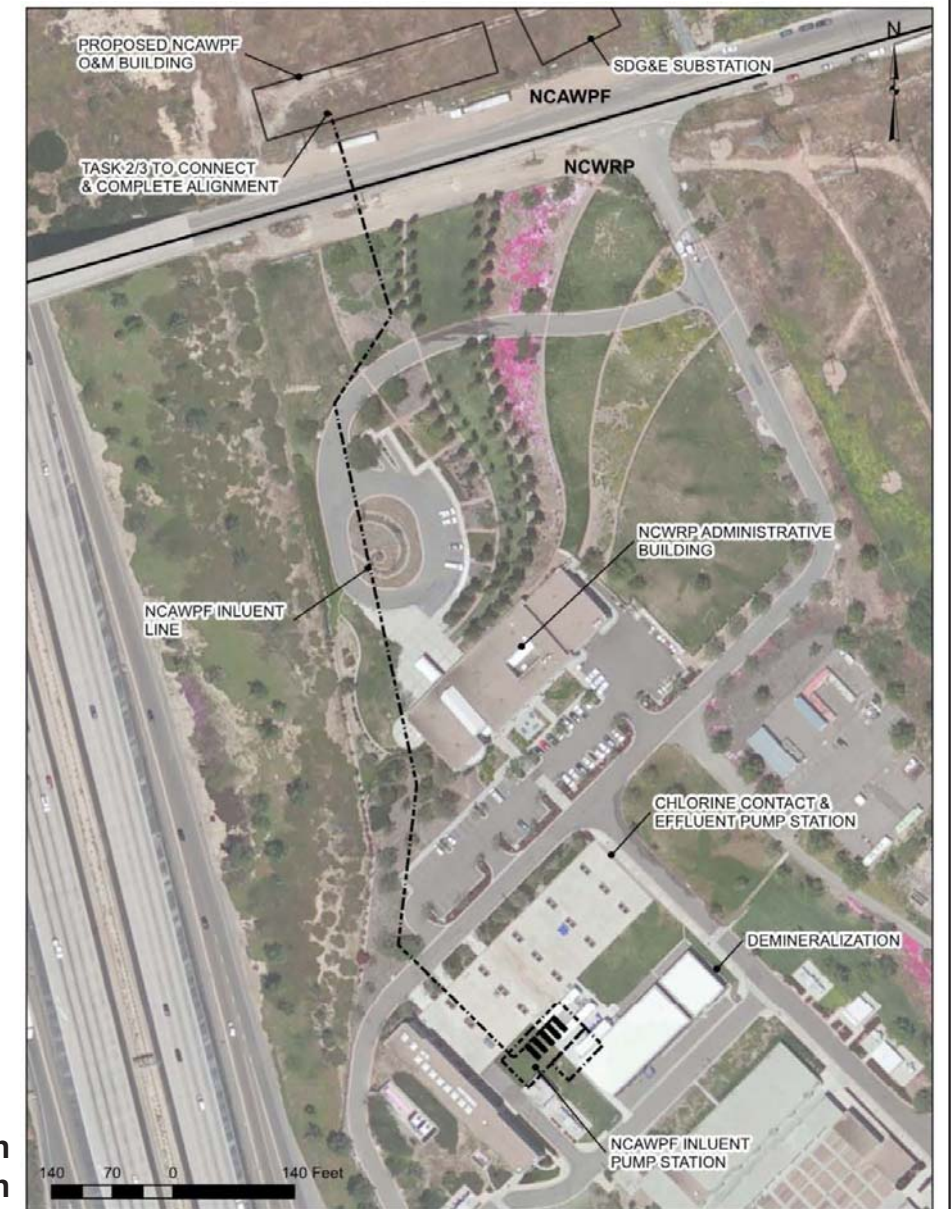 PROPOSED NCAWPF
O&M BUILDING
SDG&E SUBSTATION
N
NCAWPF
TASK 2/3 TO CONNECT
& COMPLETE ALIGNMENT
NCWRP
NCWRP ADMINISTRATIVE
BUILDING
NCAWPF INLUENT
LINE
CHLORINE CONTACT &
EFFLUENT PUMP STATION
DEMINERALIZATION
NCAWPF INLUENT
PUMP STATION
140 70 0 140 Feet